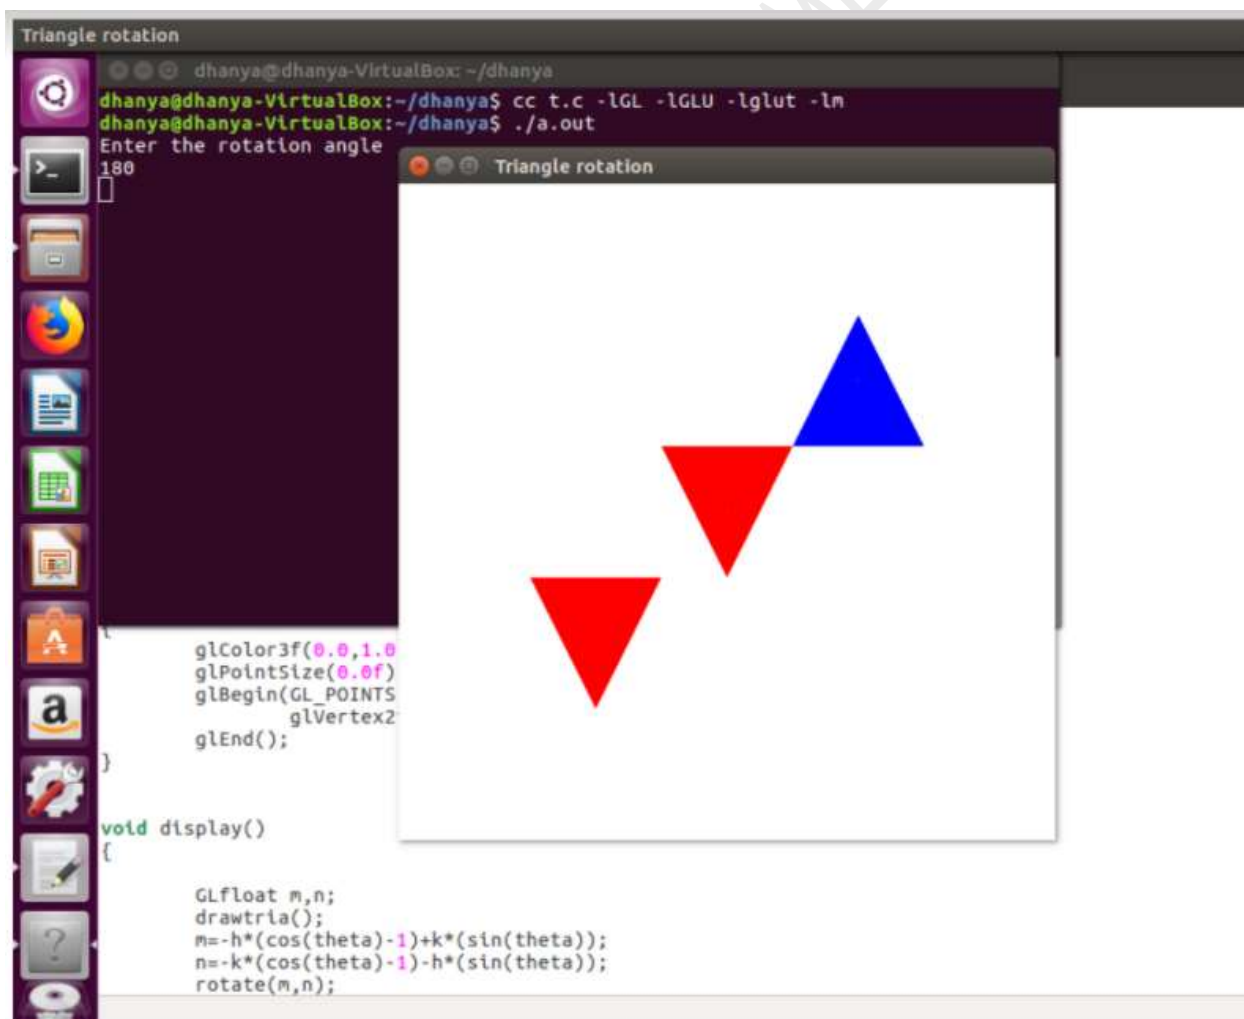 Triangle rotation
dhanya@dhanya-VirtualBox: ~/dhanya
dhanya@dhanya-VirtualBox:~/dhanya$ cc t.c -lGL -lGLU -lglut -lm
dhanya@dhanya-VirtualBox:~/dhanya$ ./a.out
Enter the rotation angle
180
Triangle rotation
{
glColor3f(0.0,1.0
glPointSize(0.0f)
glBegin(GL_POINTS
glVertex2
glEnd();
}
void display()
{
GLfloat m,n;
drawtria();
m=-h*(cos(theta)-1)+k*(sin(theta));
n=-k*(cos(theta)-1)-h*(sin(theta));
rotate(m,n);